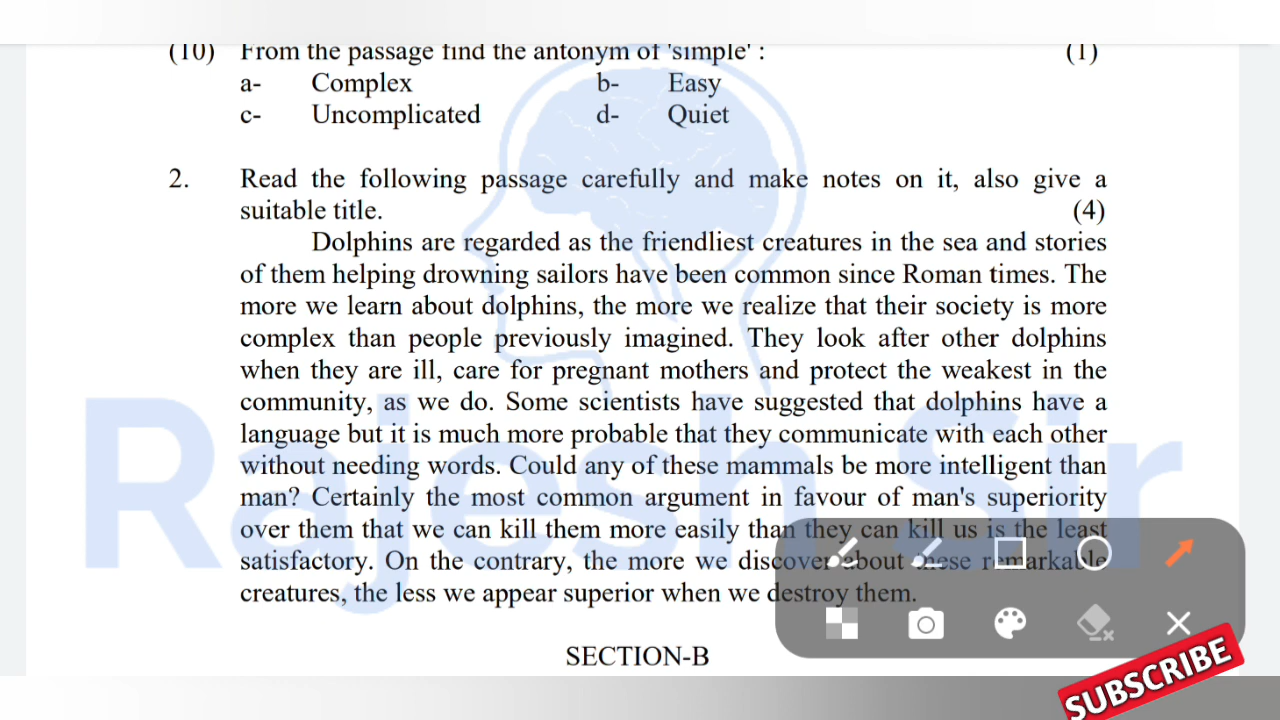 (10) From the passage find the antonym of 'simple' : (1)
a- Complex b- Easy
c- Uncomplicated d- Quiet
2. Read the following passage carefully and make notes on it, also give a
suitable title. (4)
Dolphins are regarded as the friendliest creatures in the sea and stories
of them helping drowning sailors have been common since Roman times. The
more we learn about dolphins, the more we realize that their society is more
complex than people previously imagined. They look after other dolphins
when they are ill, care for pregnant mothers and protect the weakest in the
community, as we do. Some scientists have suggested that dolphins have a
language but it is much more probable that they communicate with each other
without needing words. Could any of these mammals be more intelligent than
man? Certainly the most common argument in favour of man's superiority
over them that we can kill them more easily than they can kill us is the least
satisfactory. On the contrary, the more we discover about these remarkable
creatures, the less we appear superior when we destroy them.
SECTION-B
Rajesh Sir
SUBSCRIBE